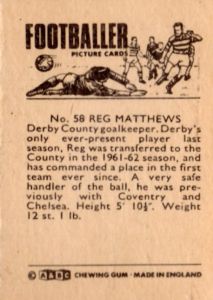 FOOTBALLER
PICTURE CARDS
No. 58 REG MATTHEWS
Derby County goalkeeper. Derby's
only ever-present player last
season, Reg was transferred to the
County in the 1961-62 season, and
has commanded a place in the first
team ever since. A very safe
handler of the ball, he was pre-
viously with Coventry and
Chelsea. Height 5' 10½". Weight
12 st. 1 lb.
© A&BC CHEWING GUM · MADE IN ENGLAND